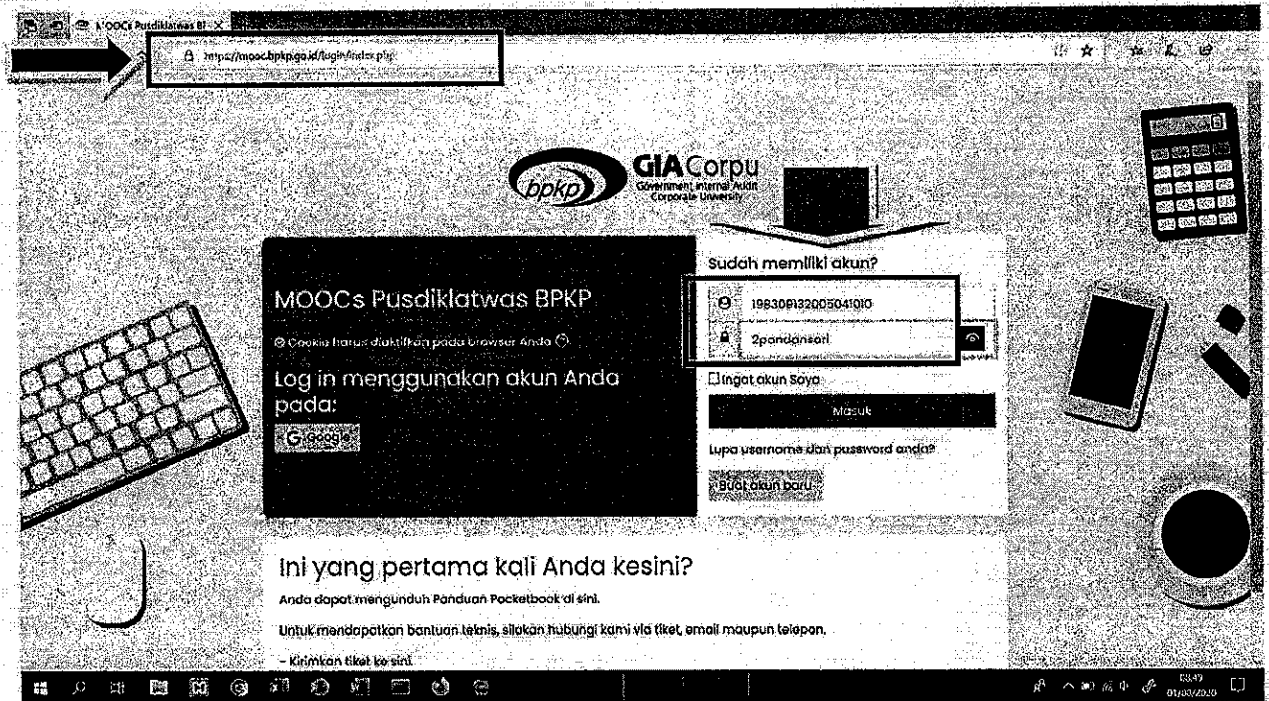 MOOCs Pusdiklatwas BP
https://mooc.bpkp.go.id/login/index.php
bpkp
GIA Corpu
Government Internal Audit
Corporate University
Sudah memiliki akun?
MOOCs Pusdiklatwas BPKP
198309132005041010
Cookie harus diaktifkan pada browser Anda
2pandansari
Log in menggunakan akun Anda
pada:
Ingat akun Saya
Masuk
Google
Lupa username dan password anda?
Buat akun baru
Ini yang pertama kali Anda kesini?
Anda dapat mengunduh Panduan Pocketbook di sini.
Untuk mendapatkan bantuan teknis, silakan hubungi kami via tiket, email maupun telepon.
- Kirimkan tiket ke sini.